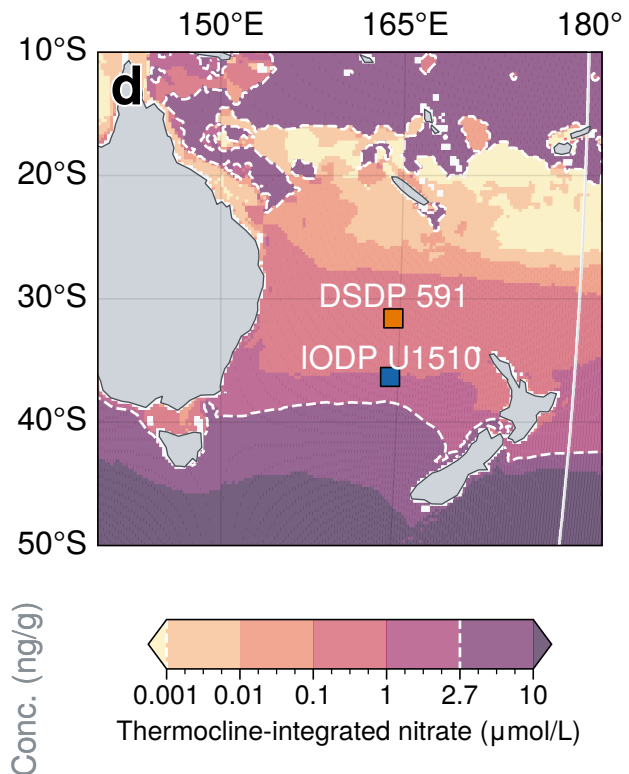 150°E 165°E 180°
10°S
d
20°S
30°S
DSDP 591
IODP U1510
40°S
50°S
Conc. (ng/g)
0.001 0.01 0.1 1 2.7 10
Thermocline-integrated nitrate (μmol/L)